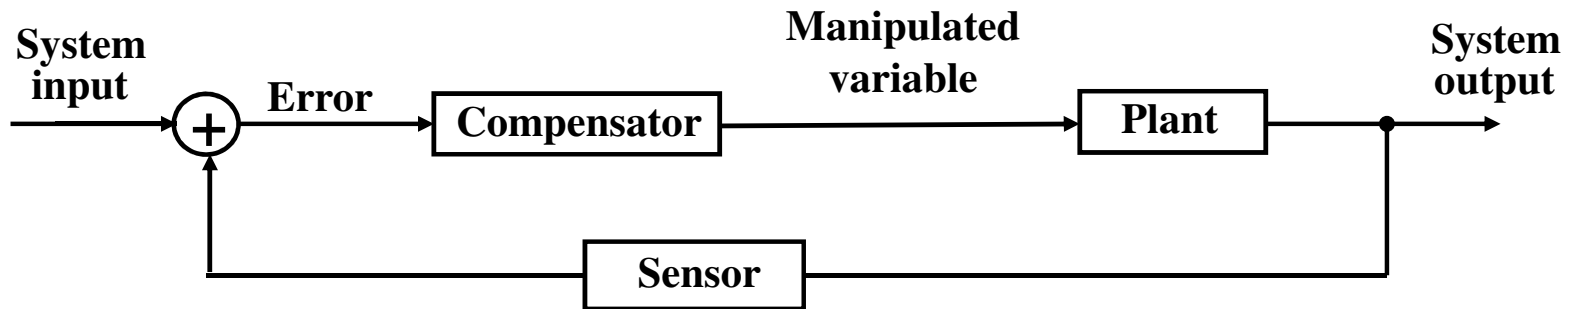 System
input
+
Error
Compensator
Manipulated
variable
Plant
System
output
Sensor